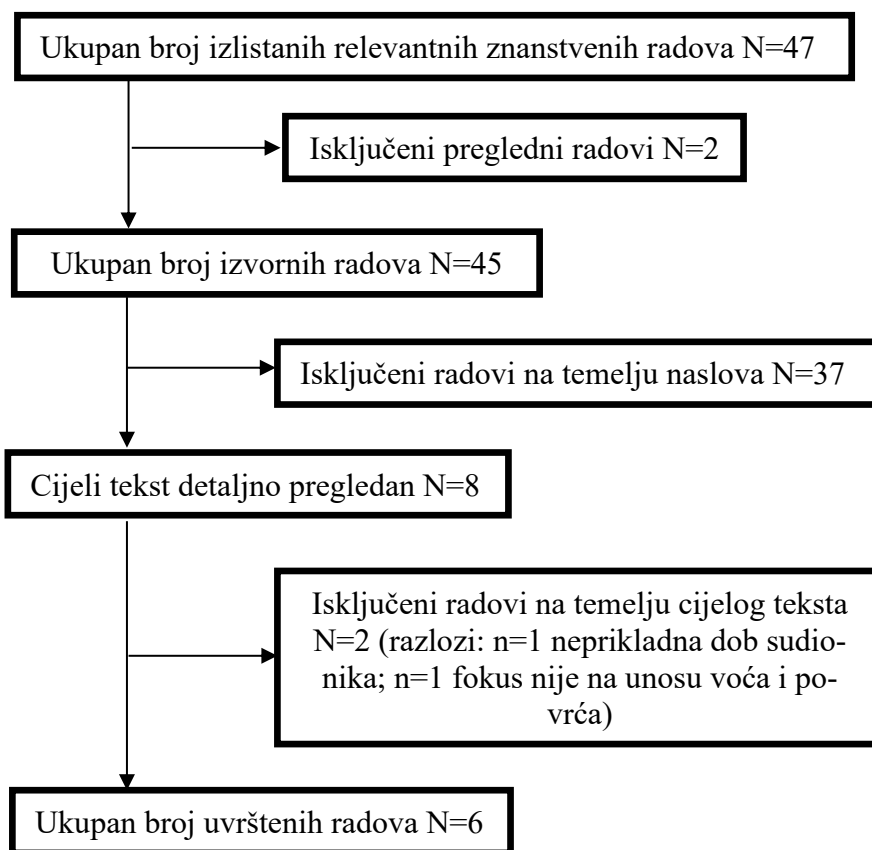 Ukupan broj izlistanih relevantnih znanstvenih radova N=47
Isključeni pregledni radovi N=2
Ukupan broj izvornih radova N=45
Isključeni radovi na temelju naslova N=37
Cijeli tekst detaljno pregledan N=8
Isključeni radovi na temelju cijelog teksta
N=2 (razlozi: n=1 neprikladna dob sudio-
nika; n=1 fokus nije na unosu voća i po-
vrća)
Ukupan broj uvrštenih radova N=6